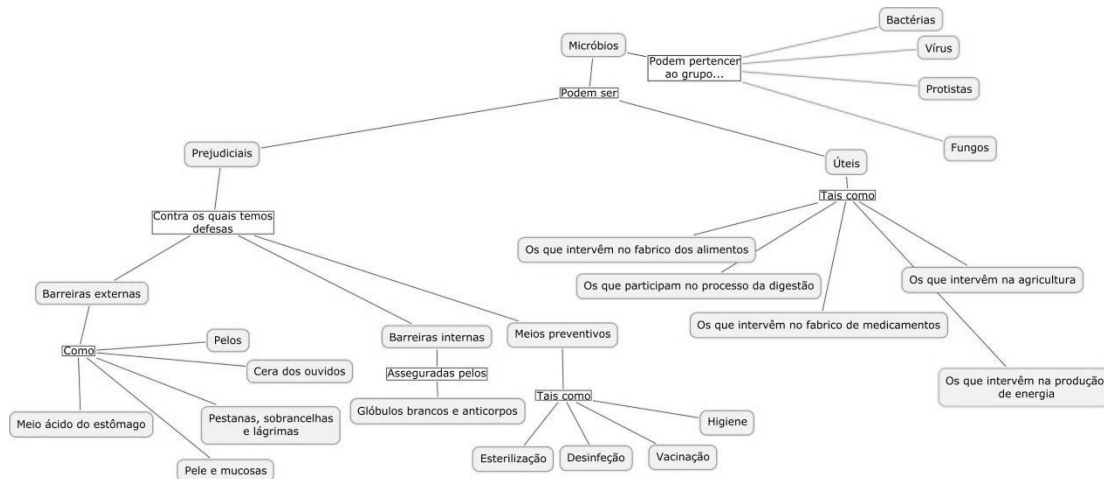 Micróbios
Podem pertencer
ao grupo...
Bactérias
Vírus
Protistas
Fungos
Podem ser
Prejudiciais
Úteis
Contra os quais temos
defesas
Tais como
Os que intervêm no fabrico dos alimentos
Os que participam no processo da digestão
Os que intervêm no fabrico de medicamentos
Os que intervêm na agricultura
Os que intervêm na produção
de energia
Barreiras externas
Como
Pelos
Cera dos ouvidos
Pestanas, sobrancelhas
e lágrimas
Meio ácido do estômago
Pele e mucosas
Barreiras internas
Asseguradas pelos
Glóbulos brancos e anticorpos
Meios preventivos
Tais como
Higiene
Esterilização
Desinfeção
Vacinação